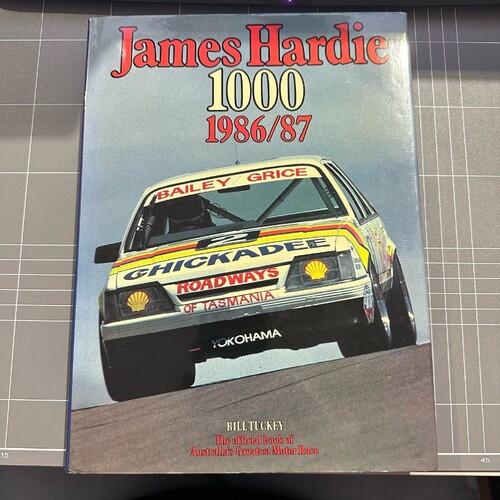 James Hardie
1000
1986/87
BAILEY/GRICE
2
CHICKADEE
ROADWAYS
OF TASMANIA
YOKOHAMA
BILL TUCKEY
The official book of
Australia's Greatest Motor Race
15
45